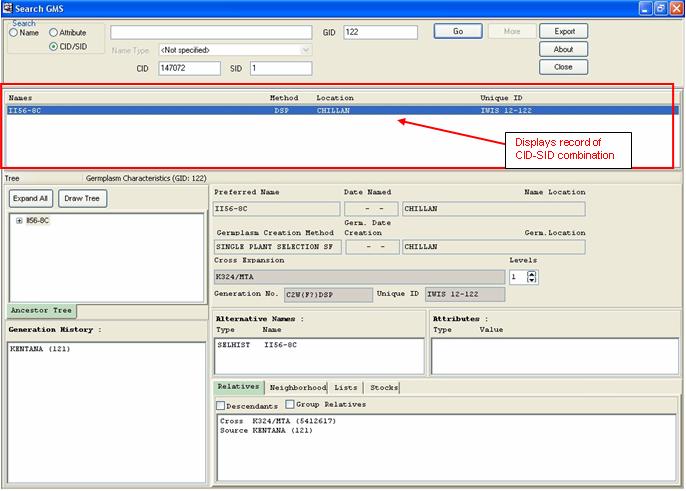 Search GMS
Search
Name Attribute
CID/SID
GID 122
Go More Export
Name Type <Not specified>
About
CID 147072 SID 1
Close
Names Method Location Unique ID
II56-8C DSP CHILLAN IWIS 12-122
Displays record of
CID-SID combination
Tree Germplasm Characteristics (GID: 122)
Expand All Draw Tree
II56-8C
Ancestor Tree
Generation History :
KENTANA (121)
Preferred Name Date Named Name Location
II56-8C - - CHILLAN
Germplasm Creation Method Germ. Date Creation Germ.Location
SINGLE PLANT SELECTION SF - - CHILLAN
Cross Expansion Levels
K324/MTA 1
Generation No. C2W(F?)DSP Unique ID IWIS 12-122
Alternative Names :
Type Name
SELHIST II56-8C
Attributes :
Type Value
Relatives Neighborhood Lists Stocks
Descendants Group Relatives
Cross K324/MTA (5412617)
Source KENTANA (121)